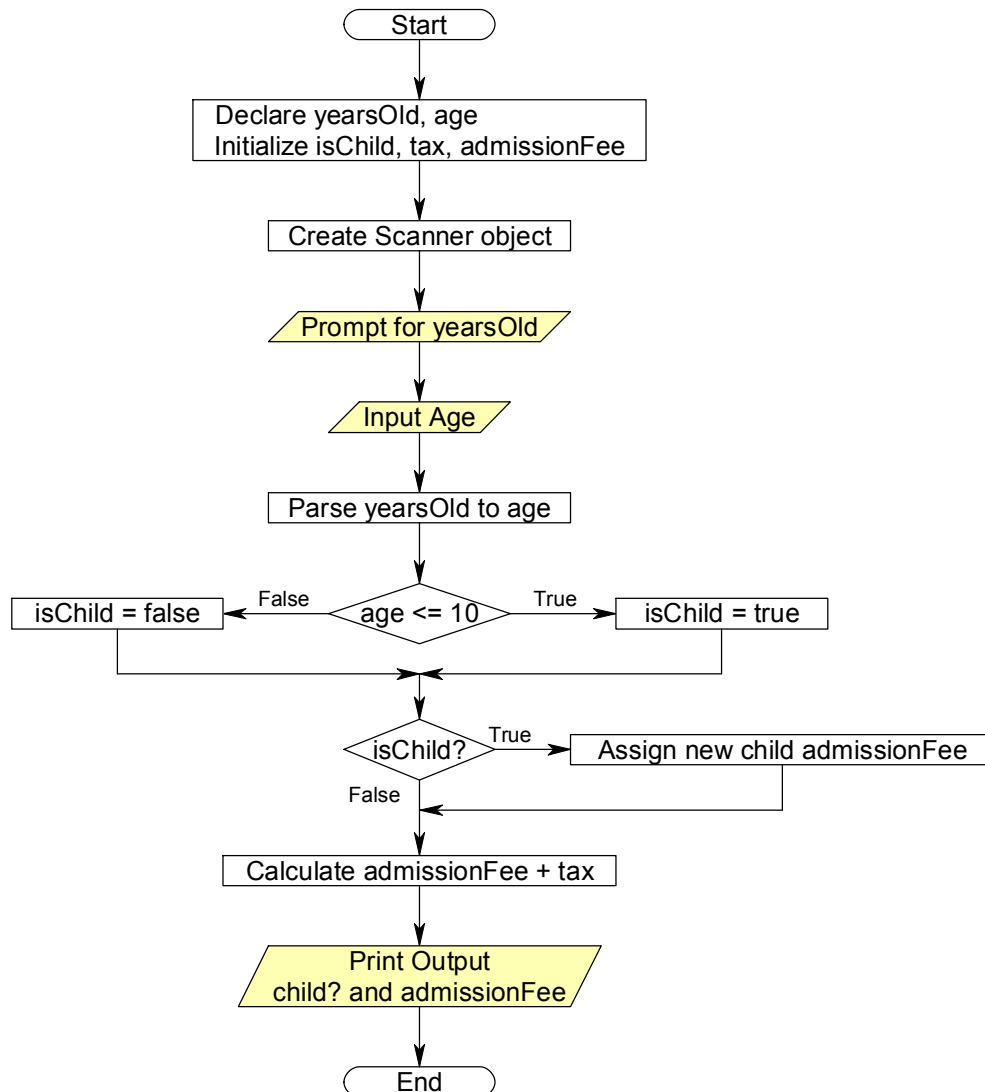 Start
Declare yearsOld, age
Initialize isChild, tax, admissionFee
Create Scanner object
Prompt for yearsOld
Input Age
Parse yearsOld to age
isChild = false
False
age <= 10
True
isChild = true
isChild?
True
Assign new child admissionFee
False
Calculate admissionFee + tax
Print Output
child? and admissionFee
End